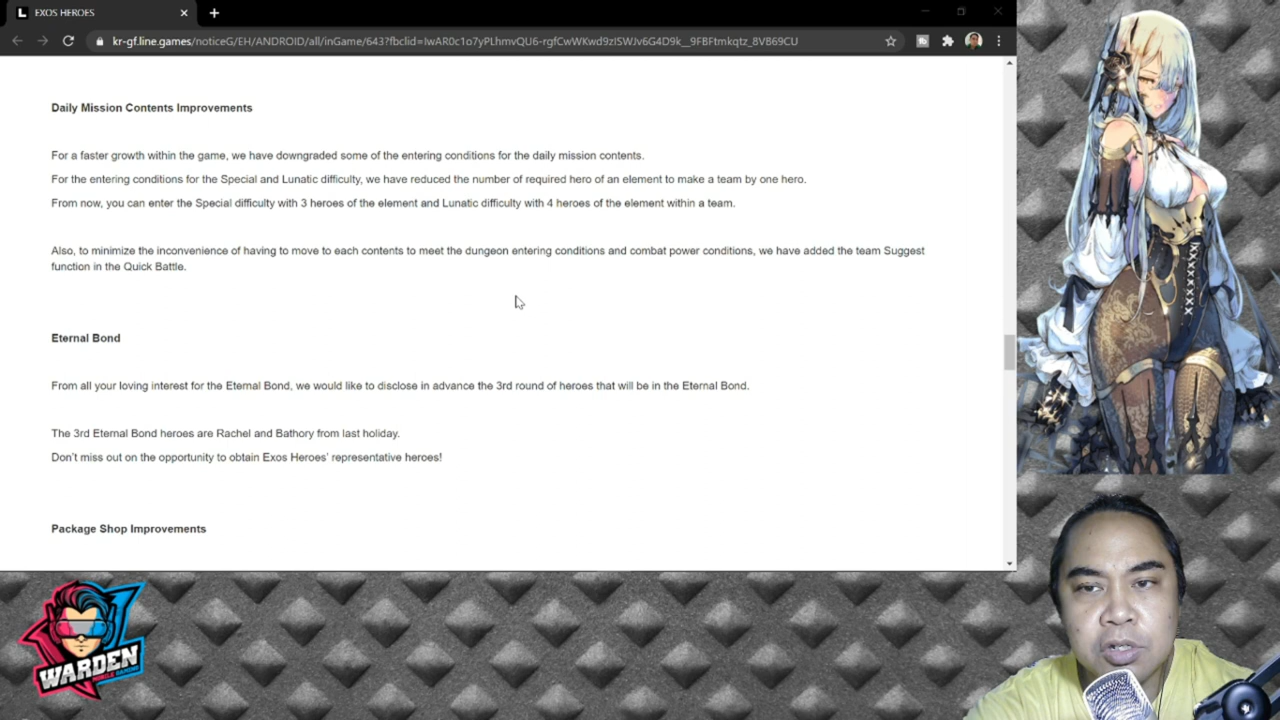 EXOS HEROES
kr-gf.line.games/noticeG/EH/ANDROID/all/inGame/643?fbclid=IwAR0c1o7yPLhmvQU6-rgfCwWKwd9zISWJv6G4D9k__9FBFtmkqtz_8VB69CU
Daily Mission Contents Improvements
For a faster growth within the game, we have downgraded some of the entering conditions for the daily mission contents.
For the entering conditions for the Special and Lunatic difficulty, we have reduced the number of required hero of an element to make a team by one hero.
From now, you can enter the Special difficulty with 3 heroes of the element and Lunatic difficulty with 4 heroes of the element within a team.
Also, to minimize the inconvenience of having to move to each contents to meet the dungeon entering conditions and combat power conditions, we have added the team Suggest
function in the Quick Battle.
Eternal Bond
From all your loving interest for the Eternal Bond, we would like to disclose in advance the 3rd round of heroes that will be in the Eternal Bond.
The 3rd Eternal Bond heroes are Rachel and Bathory from last holiday.
Don't miss out on the opportunity to obtain Exos Heroes' representative heroes!
Package Shop Improvements
WARDEN
MOBILE GAMING